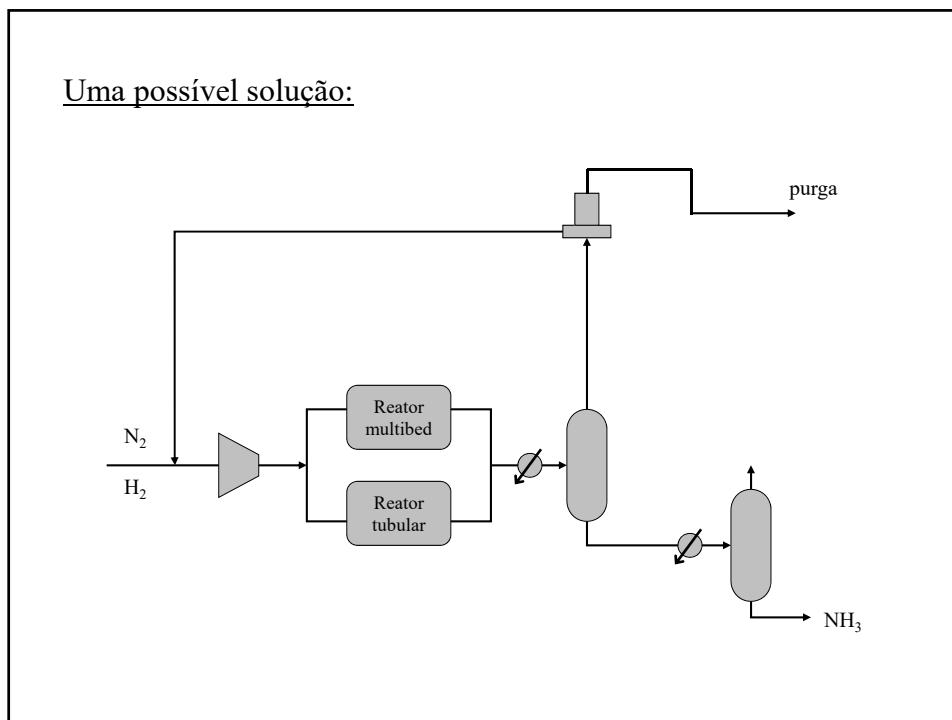 Uma possível solução:
purga
Reator
multibed
N₂
H₂
Reator
tubular
NH₃